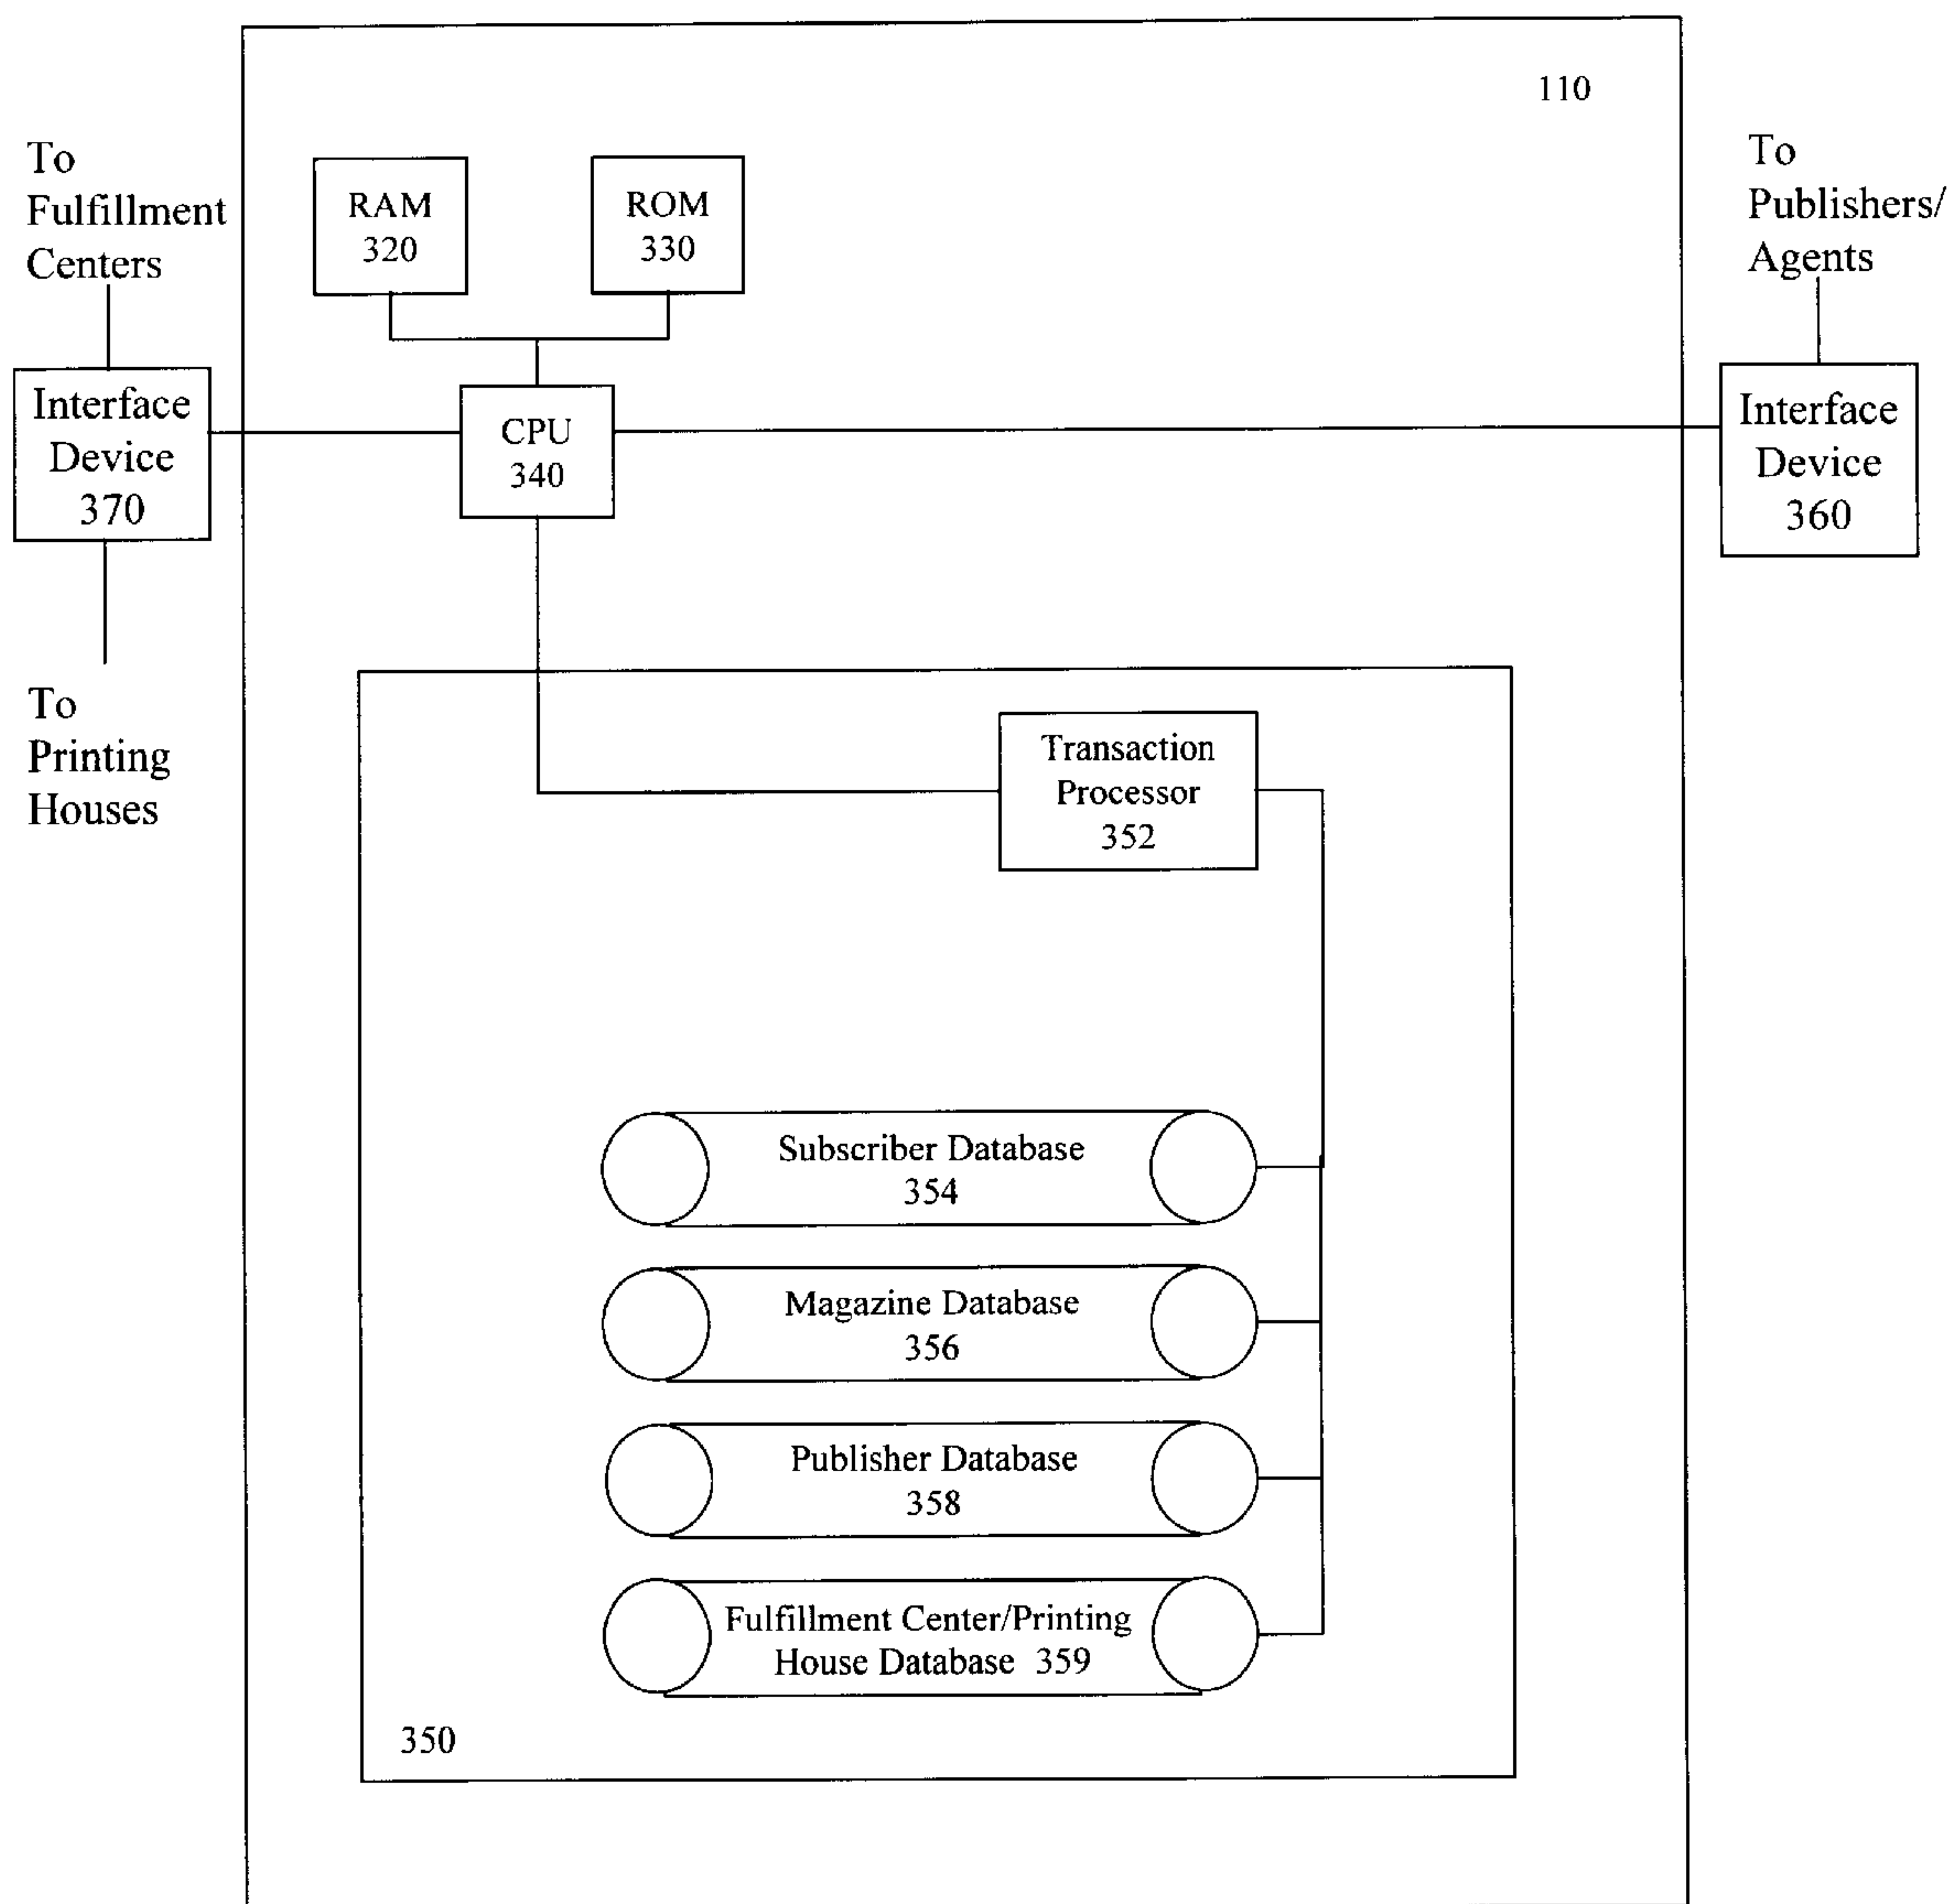 110
To
Fulfillment
Centers
RAM
320
ROM
330
To
Publishers/
Agents
Interface
Device
370
CPU
340
Interface
Device
360
To
Printing
Houses
Transaction
Processor
352
Subscriber Database
354
Magazine Database
356
Publisher Database
358
Fulfillment Center/Printing
House Database 359
350